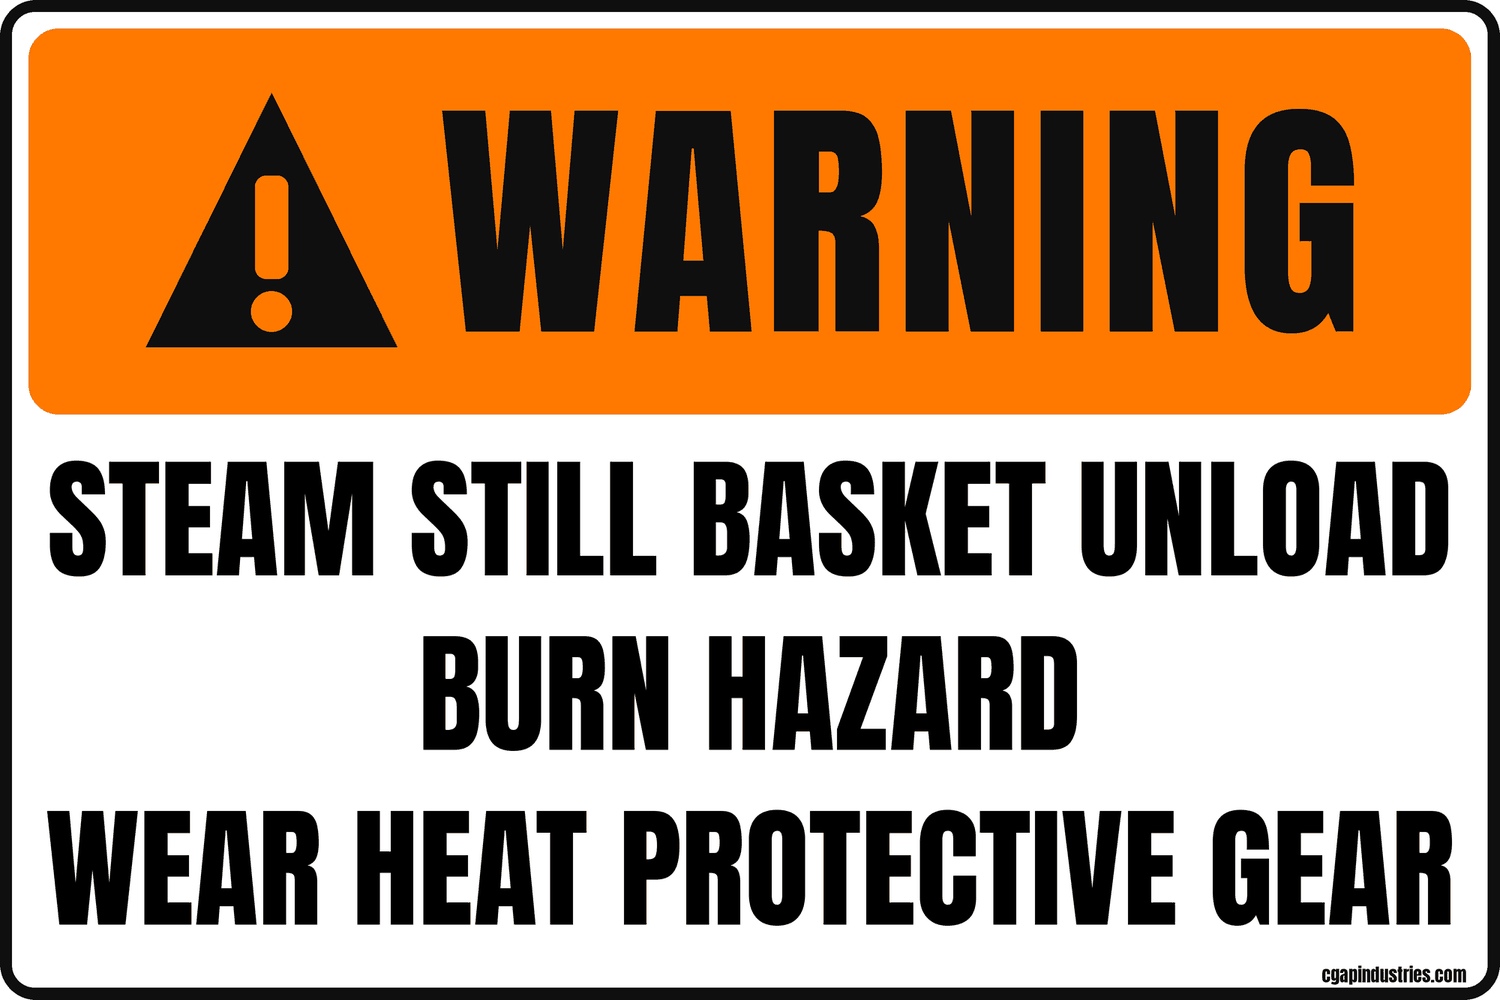 WARNING
STEAM STILL BASKET UNLOAD
BURN HAZARD
WEAR HEAT PROTECTIVE GEAR
cgapindustries.com